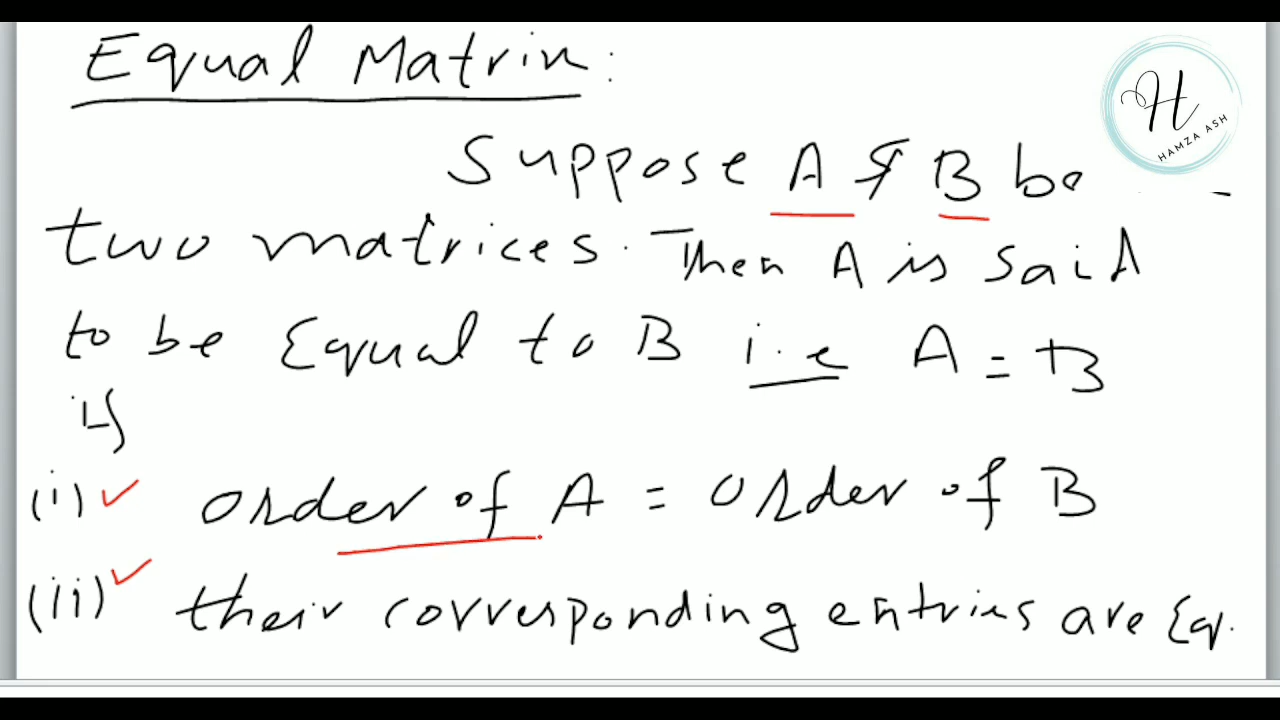 Equal Matrix:
Suppose A & B be
two matrices. Then A is said
to be Equal to B i.e A = B
if
(i) order of A = order of B
(ii) their corresponding entries are Eq.
H
HAMZA ASH